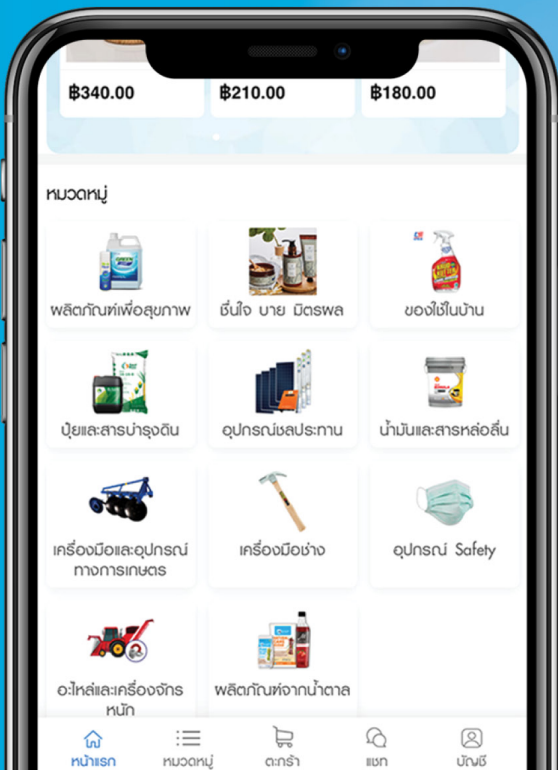 ฿340.00 ฿210.00 ฿180.00
หมวดหมู่
ผลิตภัณฑ์เพื่อสุขภาพ ชื่นใจ บาย มิตรผล ของใช้ในบ้าน
ปุ๋ยและสารบำรุงดิน อุปกรณ์ชลประทาน น้ำมันและสารหล่อลื่น
เครื่องมือและอุปกรณ์
ทางการเกษตร
เครื่องมือช่าง อุปกรณ์ Safety
อะไหล่และเครื่องจักร
หนัก
ผลิตภัณฑ์จากน้ำตาล
หน้าแรก หมวดหมู่ ตะกร้า แชท บัญชี